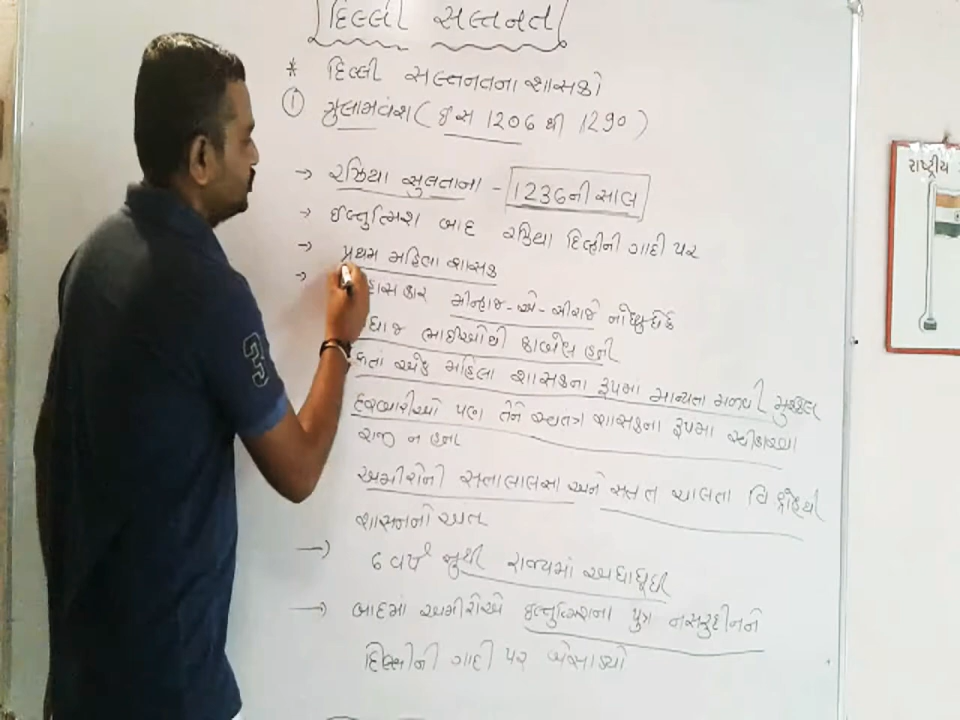 દિલ્લી સલ્તનત
* દિલ્લી સલ્તનતના શાસકો
① ગુલામવંશ ( ઈ સ 1206 થી 1290 )
→ રઝિયા સુલતાના - 1236ની સાલ
→ ઈલ્તુત્મિશ બાદ રઝિયા દિલ્હીની ગાદી પર
→ પ્રથમ મહિલા શાસક
→ હાસકાર મીન્હાજ-એ-સીરાજે નોંધ્યુ છે કે
ભાઈઓથી કાબેલ હતી
છતાં એક મહિલા શાસકના રૂપમા માન્યતા મળવી મુશ્કેલ
દરબારીઓ પણ તેને સ્વતંત્ર શાસકના રૂપમા સ્વીકારવા
રાજી ન હતા
અમીરોની સતાલાલસા અને સતત ચાલતા વિદ્રોહથી
શાસનનો અંત
→ 6 વર્ષ સુધી રાજ્યમાં અંધાધૂંધી
→ બાદમાં અમીરોએ ઈલ્તુત્મિશના પુત્ર નસરુદ્દીનને
દિલ્લીની ગાદી પર બેસાડ્યો
રાષ્ટ્રીય
3